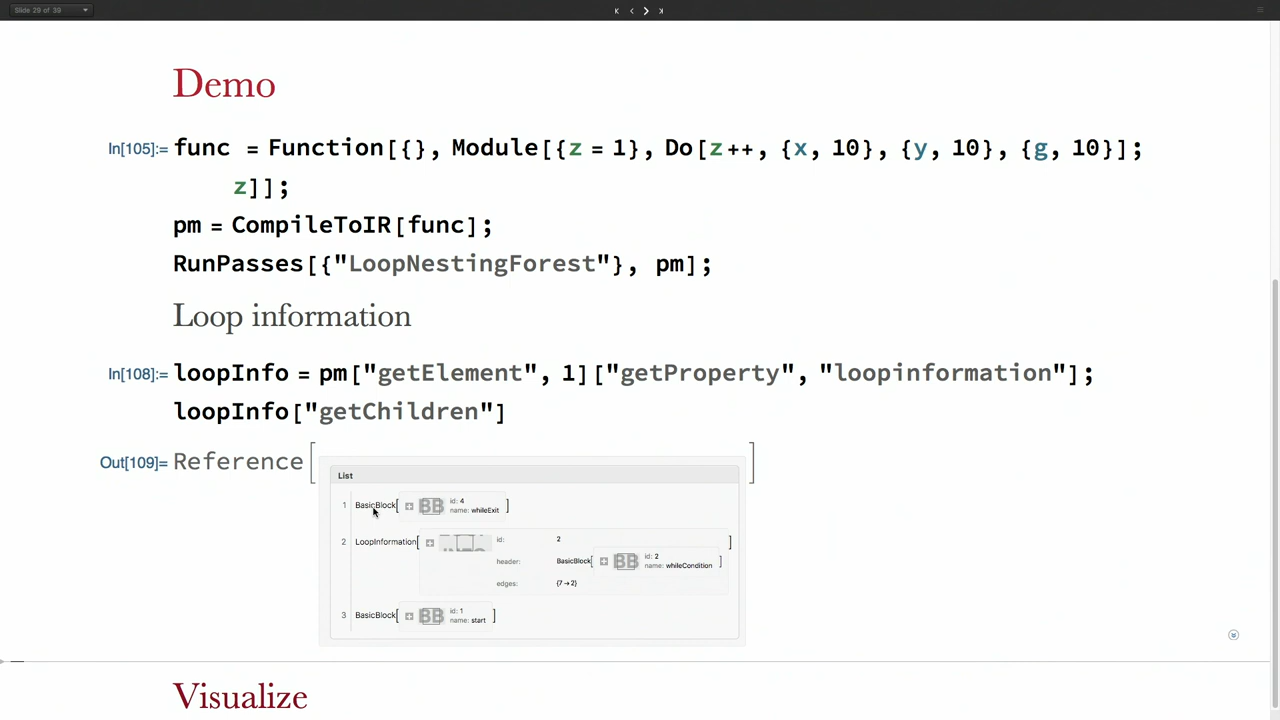 Slide 29 of 39
Demo
In[105]:= func = Function[{}, Module[{z = 1}, Do[z++, {x, 10}, {y, 10}, {g, 10}];
z]];
pm = CompileToIR[func];
RunPasses[{"LoopNestingForest"}, pm];
Loop information
In[108]:= loopInfo = pm["getElement", 1]["getProperty", "loopinformation"];
loopInfo["getChildren"]
Out[109]= Reference[ ]
List
1 BasicBlock[ BB id: 4 ]
name: whileExit
2 LoopInformation[ id: 2 ]
header: BasicBlock[ BB id: 2 ]
name: whileCondition
edges: {7→2}
3 BasicBlock[ BB id: 1 ]
name: start
Visualize